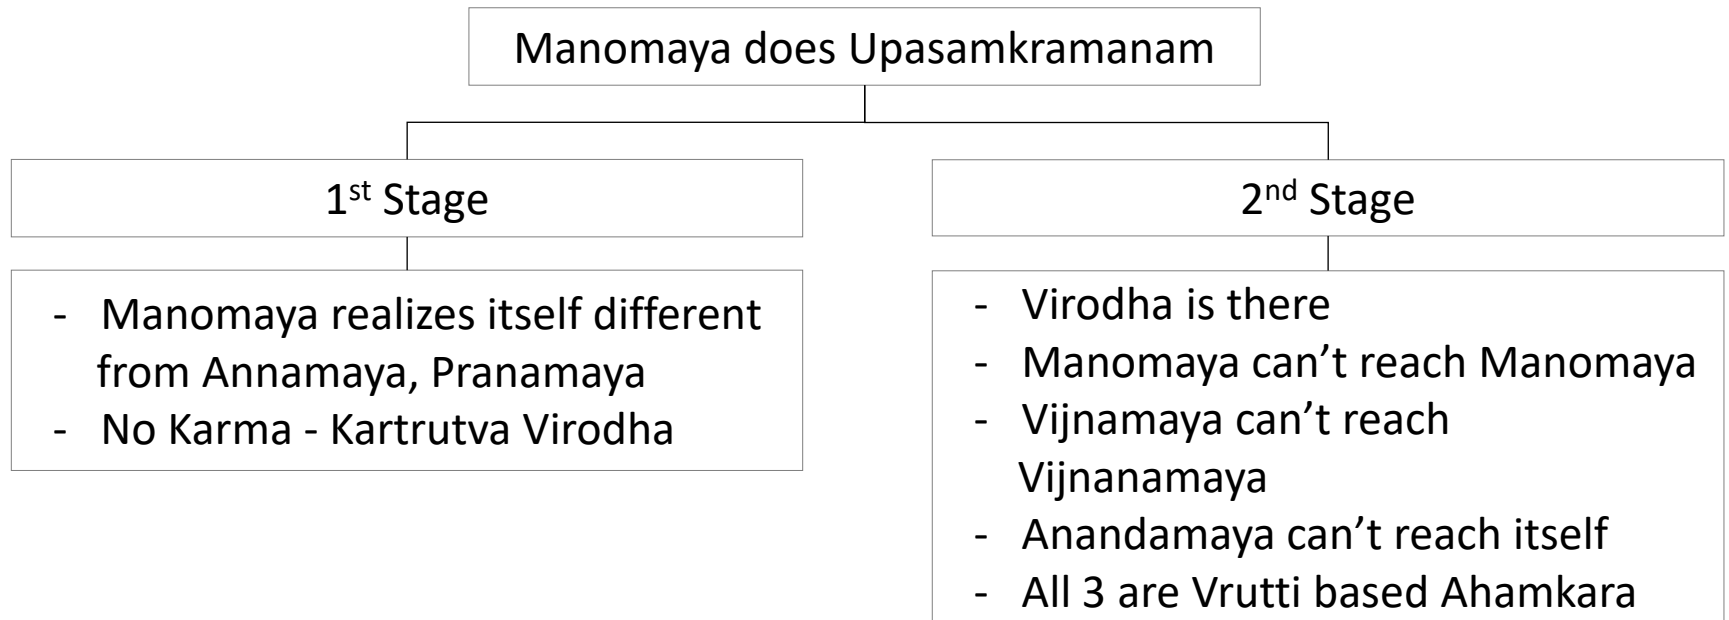 Manomaya does Upasamkramanam
1st Stage
- Manomaya realizes itself different
from Annamaya, Pranamaya
- No Karma - Kartrutva Virodha
2nd Stage
- Virodha is there
- Manomaya can’t reach Manomaya
- Vijnamaya can’t reach
Vijnanamaya
- Anandamaya can’t reach itself
- All 3 are Vrutti based Ahamkara